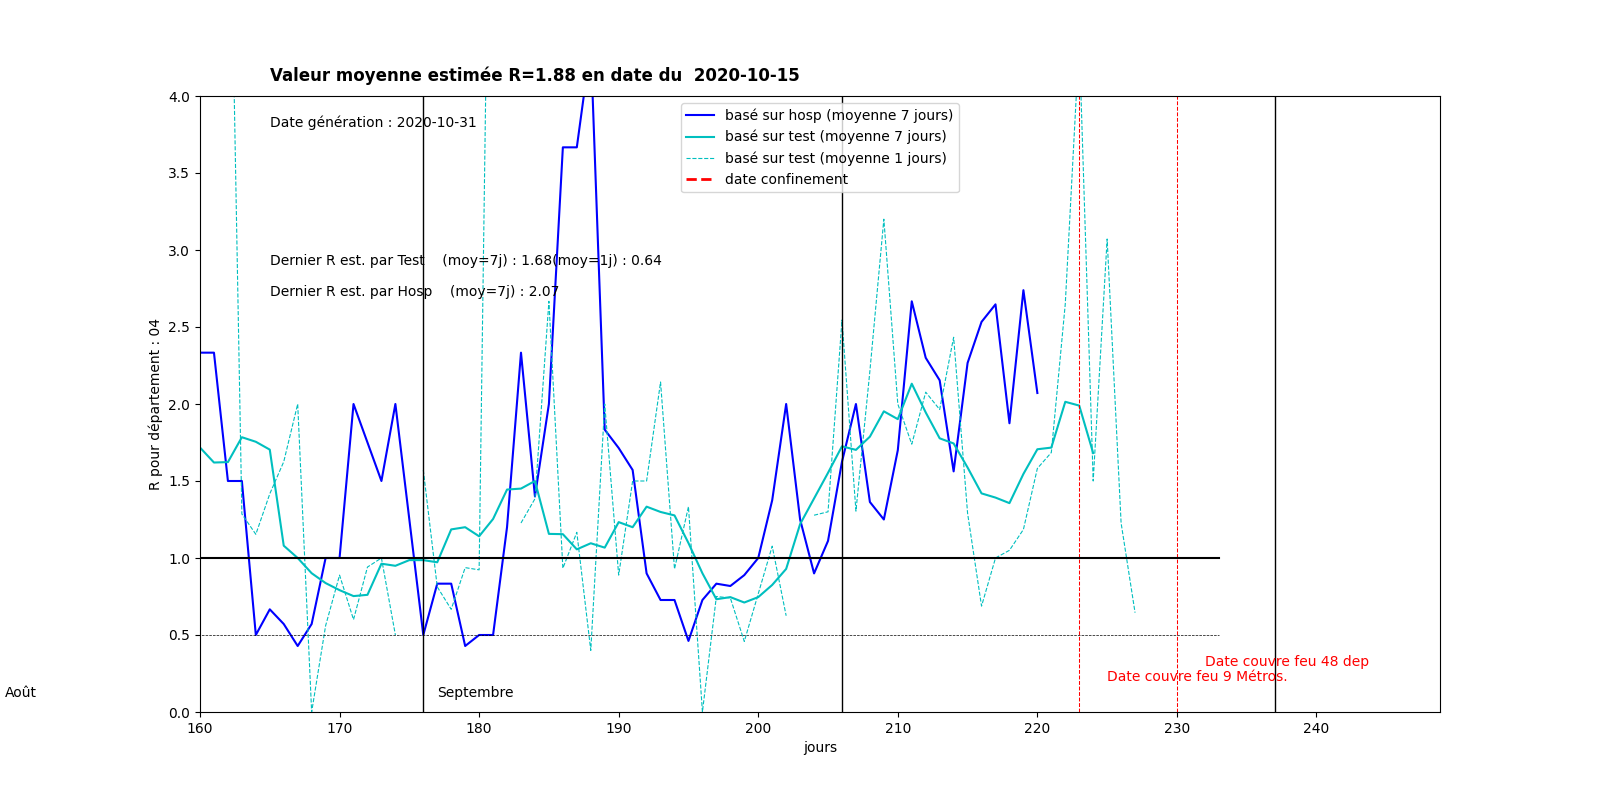 Valeur moyenne estimée R=1.88 en date du  2020-10-15
Date génération : 2020-10-31
basé sur hosp (moyenne 7 jours)
basé sur test (moyenne 7 jours)
basé sur test (moyenne 1 jours)
date confinement
Dernier R est. par Test    (moy=7j) : 1.68(moy=1j) : 0.64
Dernier R est. par Hosp    (moy=7j) : 2.07
R pour département : 04
4.0
3.5
3.0
2.5
2.0
1.5
1.0
0.5
0.0
Date couvre feu 48 dep
Date couvre feu 9 Métros.
Août
Septembre
160 170 180 190 200 210 220 230 240
jours